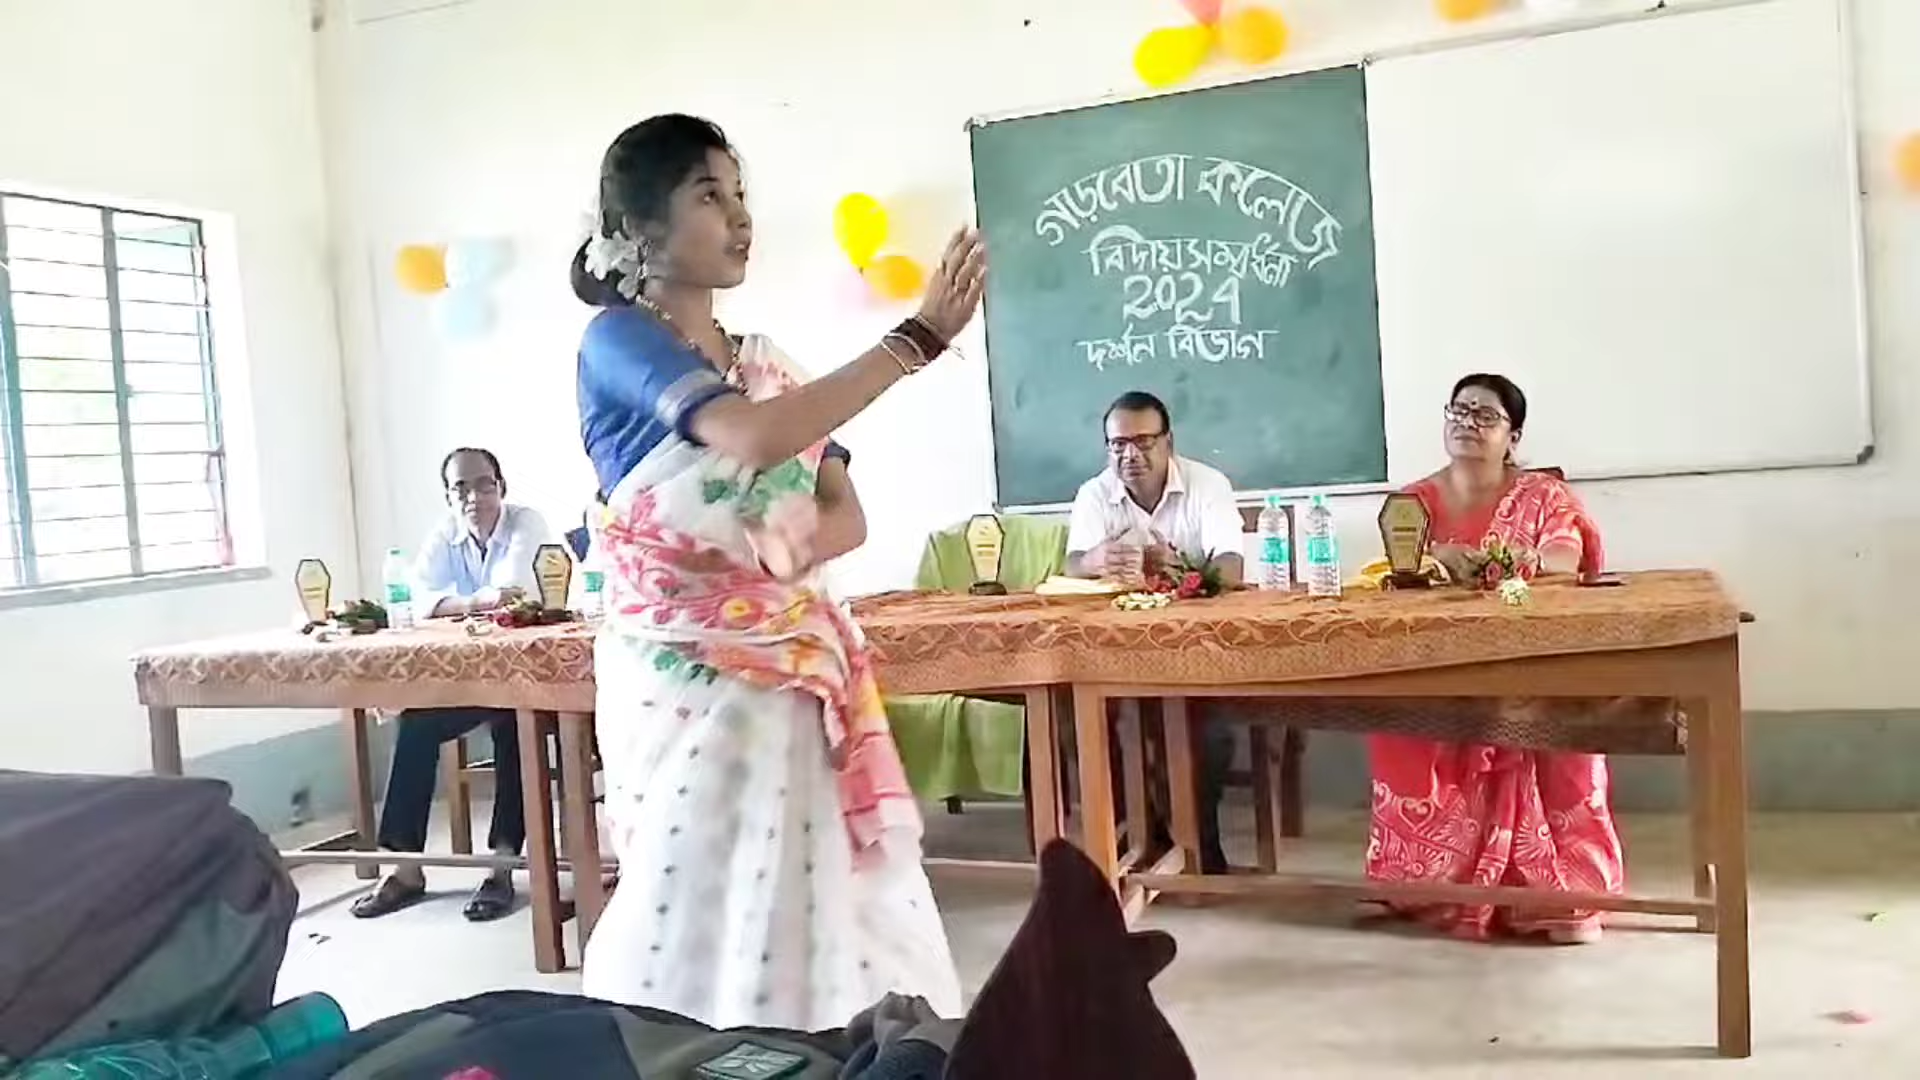 গড়বেতা কলেজ
বিদায় সম্বর্ধনা
2024
দর্শন বিভাগ